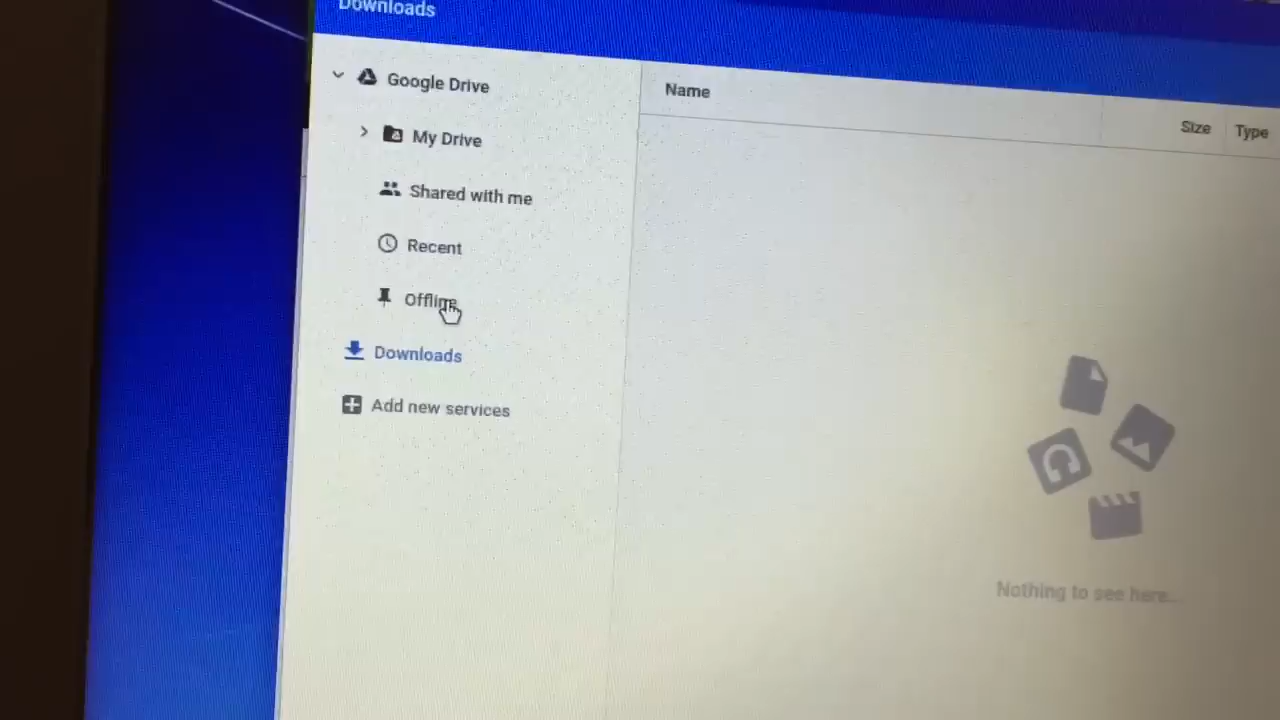 Downloads
Google Drive
My Drive
Shared with me
Recent
Offline
Downloads
Add new services
Name
Size
Type
Nothing to see here...